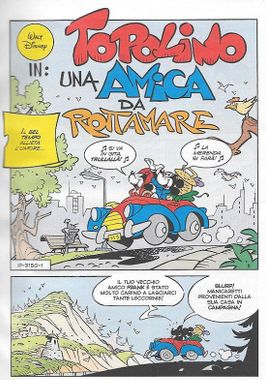 WALT
DISNEY
TOPOLINO
IN:
UNA AMICA
DA
ROTTAMARE
IL BEL
TEMPO
ALLIETA
L'UMORE...
SI VA
IN GITA,
TRULLALLÀ!
LA
MERENDA
SI FARÀ!
IP-3150-1
IL TUO VECCHIO
AMICO FRANK È STATO
MOLTO CARINO A LASCIARCI
TANTE LECCORNIE!
SLURP!
MANICARETTI
PROVENIENTI DALLA
SUA CASA IN
CAMPAGNA!